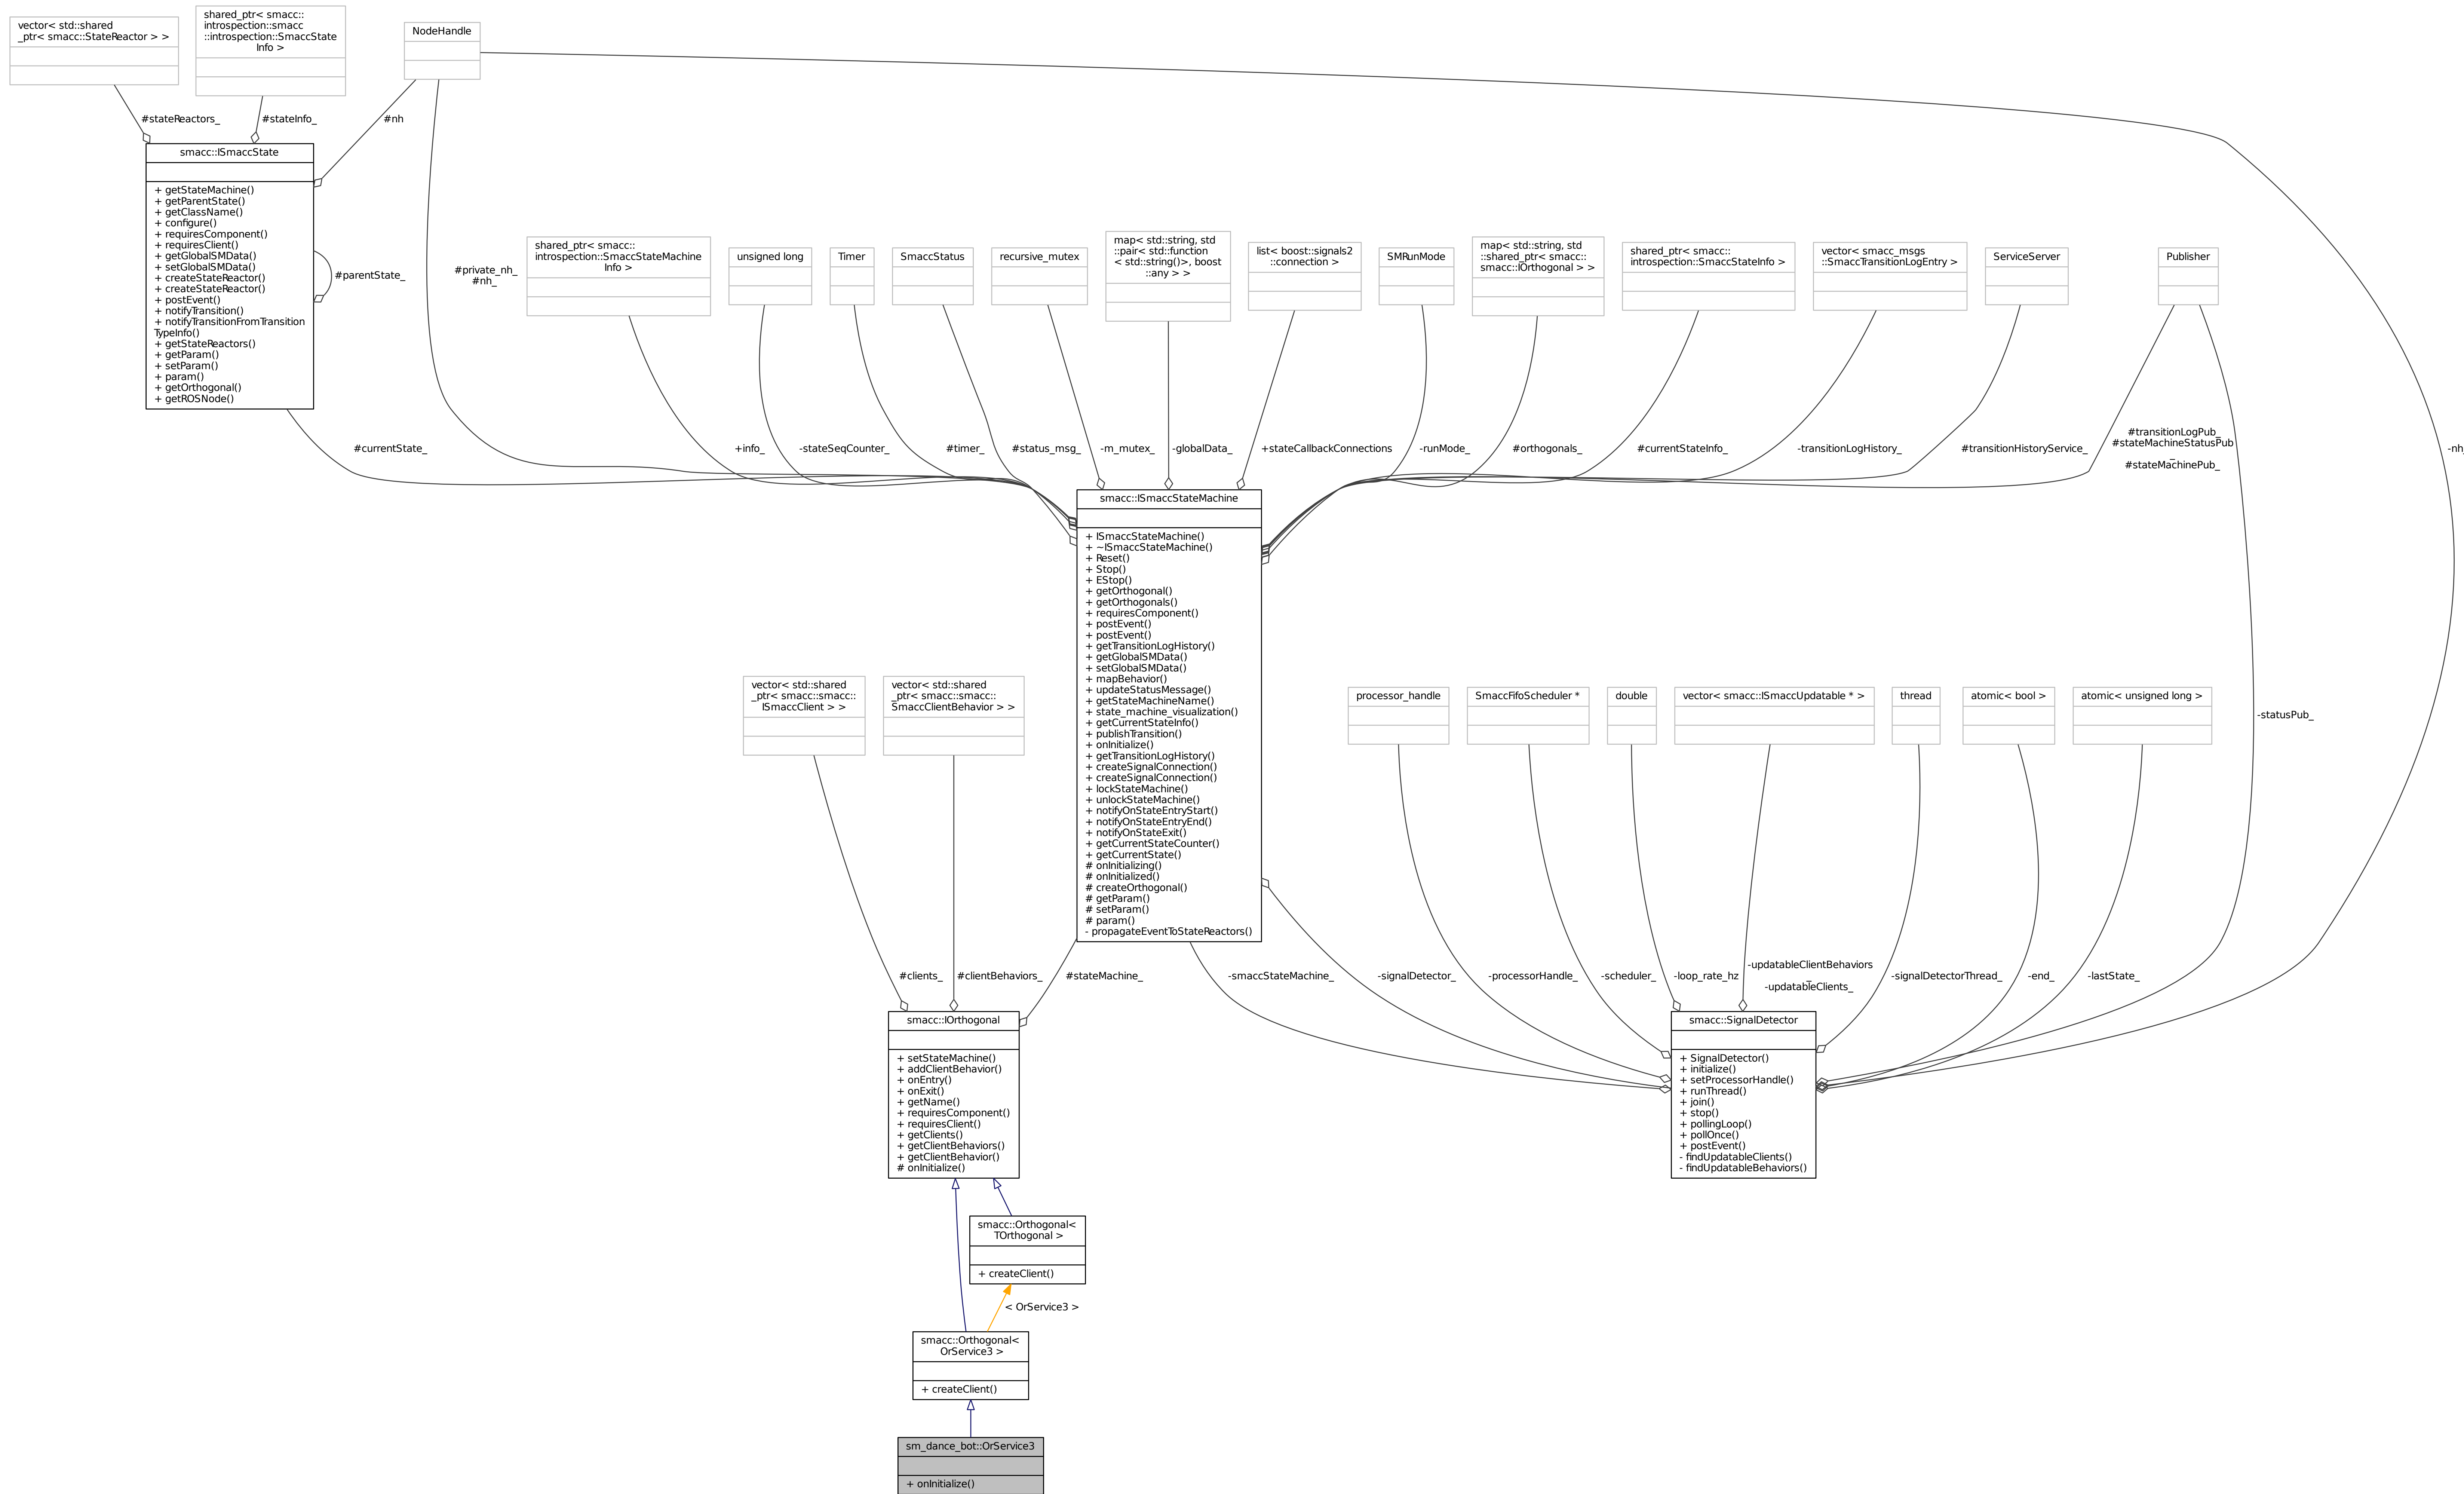 vector< std::shared
_ptr< smacc::StateReactor > >
shared_ptr< smacc::
introspection::smacc
::introspection::SmaccState
Info >
NodeHandle
#stateReactors_
#stateInfo_
#nh
smacc::ISmaccState
+ getStateMachine()
+ getParentState()
+ getClassName()
+ configure()
+ requiresComponent()
+ requiresClient()
+ getGlobalSMData()
+ setGlobalSMData()
+ createStateReactor()
+ createStateReactor()
+ postEvent()
+ notifyTransition()
+ notifyTransitionFromTransition
TypeInfo()
+ getStateReactors()
+ getParam()
+ setParam()
+ param()
+ getOrthogonal()
+ getROSNode()
#parentState_
#private_nh_
#nh_
shared_ptr< smacc::
introspection::SmaccStateMachine
Info >
unsigned long
Timer
SmaccStatus
recursive_mutex
map< std::string, std
::pair< std::function
< std::string()>, boost
::any > >
list< boost::signals2
::connection >
SMRunMode
map< std::string, std
::shared_ptr< smacc::
smacc::IOrthogonal > >
shared_ptr< smacc::
introspection::SmaccStateInfo >
vector< smacc_msgs
::SmaccTransitionLogEntry >
ServiceServer
Publisher
#currentState_
+info_
-stateSeqCounter_
#timer_
#status_msg_
-m_mutex_
-globalData_
+stateCallbackConnections
-runMode_
#orthogonals_
#currentStateInfo_
-transitionLogHistory_
#transitionHistoryService_
#transitionLogPub_
#stateMachineStatusPub
_
#stateMachinePub_
-nh_
smacc::ISmaccStateMachine
+ ISmaccStateMachine()
+ ~ISmaccStateMachine()
+ Reset()
+ Stop()
+ EStop()
+ getOrthogonal()
+ getOrthogonals()
+ requiresComponent()
+ postEvent()
+ postEvent()
+ getTransitionLogHistory()
+ getGlobalSMData()
+ setGlobalSMData()
+ mapBehavior()
+ updateStatusMessage()
+ getStateMachineName()
+ state_machine_visualization()
+ getCurrentStateInfo()
+ publishTransition()
+ onInitialize()
+ getTransitionLogHistory()
+ createSignalConnection()
+ createSignalConnection()
+ lockStateMachine()
+ unlockStateMachine()
+ notifyOnStateEntryStart()
+ notifyOnStateEntryEnd()
+ notifyOnStateExit()
+ getCurrentStateCounter()
+ getCurrentState()
# onInitializing()
# onInitialized()
# createOrthogonal()
# getParam()
# setParam()
# param()
- propagateEventToStateReactors()
vector< std::shared
_ptr< smacc::smacc::
ISmaccClient > >
vector< std::shared
_ptr< smacc::smacc::
SmaccClientBehavior > >
processor_handle
SmaccFifoScheduler *
double
vector< smacc::ISmaccUpdatable * >
thread
atomic< bool >
atomic< unsigned long >
-statusPub_
#clients_
#clientBehaviors_
#stateMachine_
-smaccStateMachine_
-signalDetector_
-processorHandle_
-scheduler_
-loop_rate_hz
-updatableClientBehaviors
_
-updatableClients_
-signalDetectorThread_
-end_
-lastState_
smacc::IOrthogonal
+ setStateMachine()
+ addClientBehavior()
+ onEntry()
+ onExit()
+ getName()
+ requiresComponent()
+ requiresClient()
+ getClients()
+ getClientBehaviors()
+ getClientBehavior()
# onInitialize()
smacc::SignalDetector
+ SignalDetector()
+ initialize()
+ setProcessorHandle()
+ runThread()
+ join()
+ stop()
+ pollingLoop()
+ pollOnce()
+ postEvent()
- findUpdatableClients()
- findUpdatableBehaviors()
smacc::Orthogonal<
TOrthogonal >
+ createClient()
< OrService3 >
smacc::Orthogonal<
OrService3 >
+ createClient()
sm_dance_bot::OrService3
+ onInitialize()